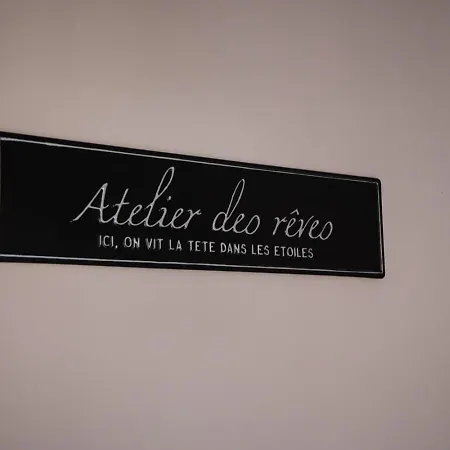 Atelier des rêves
ICI, ON VIT LA TETE DANS LES ETOILES